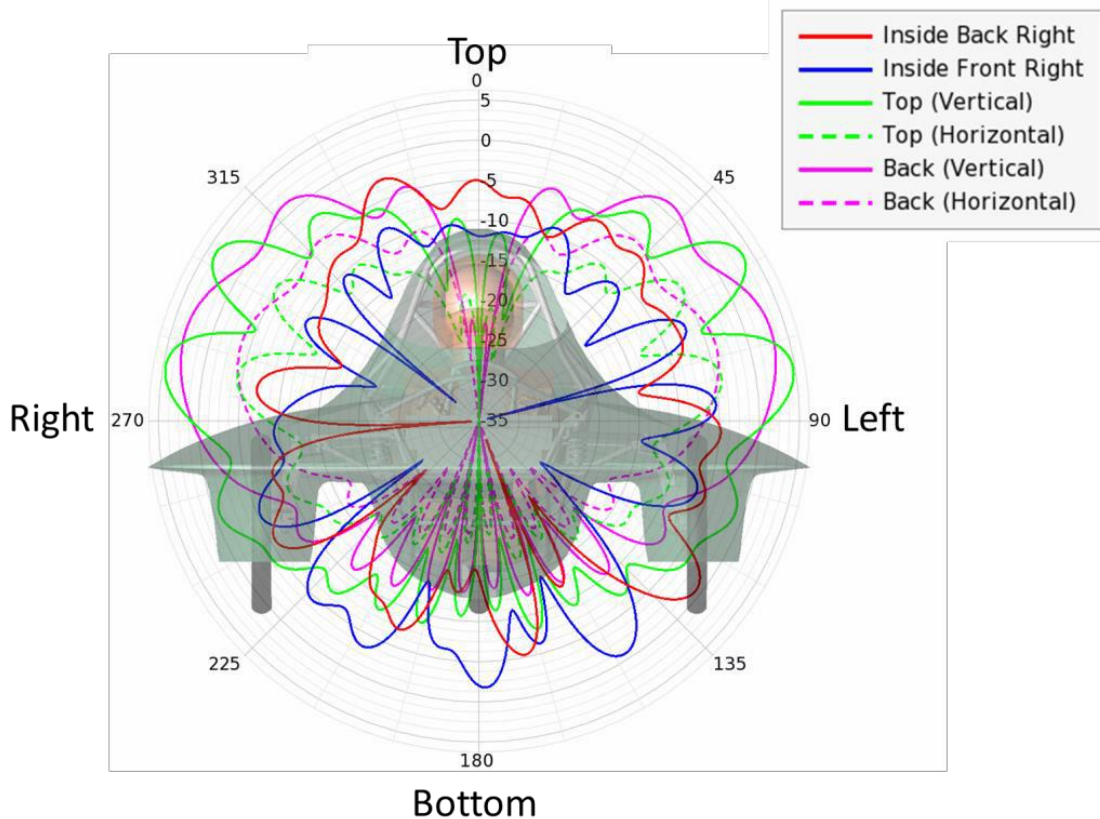 Top
0
5
0
-5
-10
-15
-20
-25
-30
-35
315
45
Right
270
90
Left
225
135
180
Bottom
Inside Back Right
Inside Front Right
Top (Vertical)
Top (Horizontal)
Back (Vertical)
Back (Horizontal)